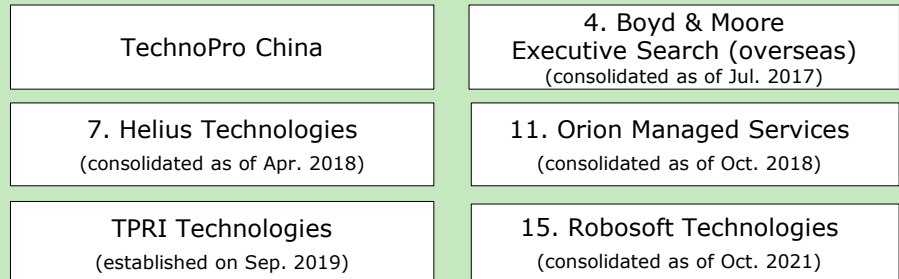 TechnoPro China
4. Boyd & Moore
Executive Search (overseas)
(consolidated as of Jul. 2017)
7. Helius Technologies
(consolidated as of Apr. 2018)
11. Orion Managed Services
(consolidated as of Oct. 2018)
TPRI Technologies
(established on Sep. 2019)
15. Robosoft Technologies
(consolidated as of Oct. 2021)